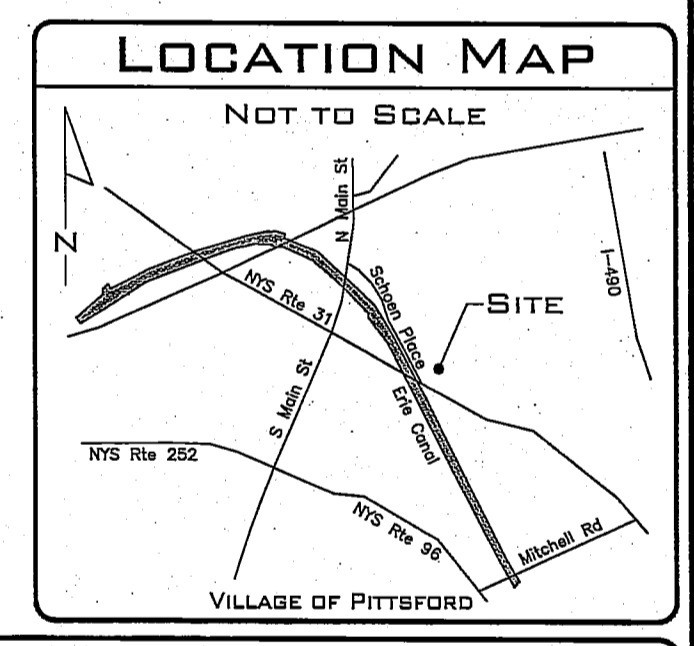 LOCATION MAP
NOT TO SCALE
N
N Main St
I-490
Schoen Place
NYS Rte 31
SITE
S Main St
Erie Canal
NYS Rte 252
NYS Rte 96
Mitchell Rd
VILLAGE OF PITTSFORD